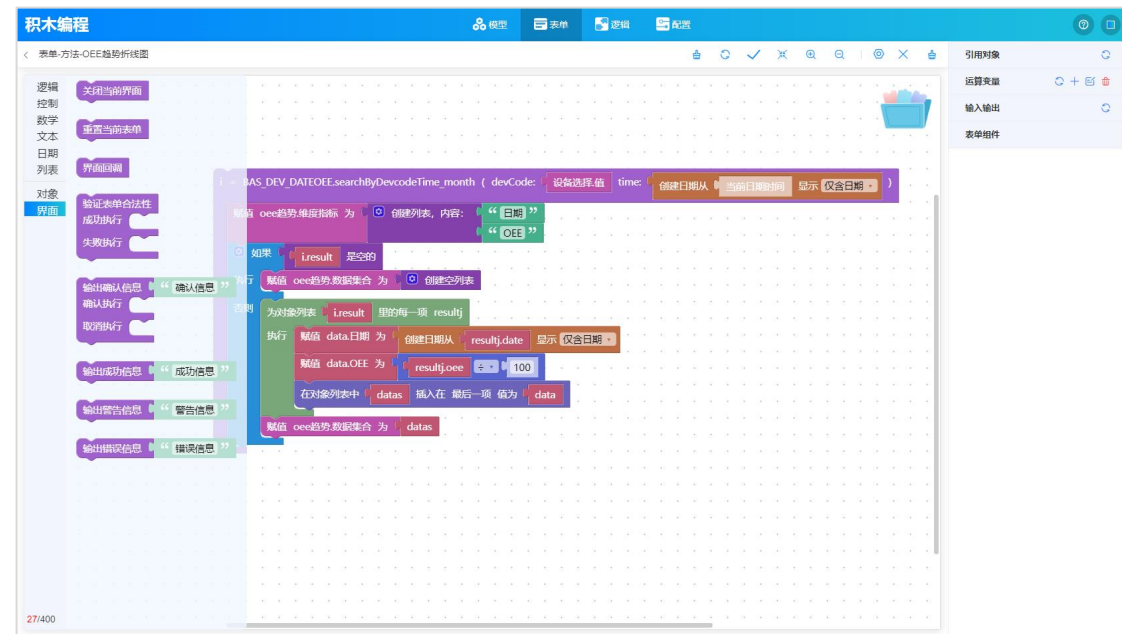 积木编程
模型
表单
逻辑
配置
表单-方法-OEE趋势折线图
引用对象
运算变量
输入输出
表单组件
逻辑
控制
数学
文本
日期
列表
对象
界面
关闭当前界面
重置当前表单
界面回调
验证表单合法性
成功执行
失败执行
输出确认信息 “ 确认信息 ”
确认执行
取消执行
输出成功信息 “ 成功信息 ”
输出警告信息 “ 警告信息 ”
输出错误信息 “ 错误信息 ”
i = BAS_DEV_DATEOEE.searchByDevcodeTime_month ( devCode: 设备选择.值 time: 创建日期从 当前日期时间 显示 仅含日期 )
赋值 oee趋势.维度指标 为 创建列表，内容: “ 日期 ”
“ OEE ”
如果 i.result 是空的
执行 赋值 oee趋势.数据集合 为 创建空列表
否则 为对象列表 i.result 里的每一项 resultj
执行 赋值 data.日期 为 创建日期从 resultj.date 显示 仅含日期
赋值 data.OEE 为 resultj.oee ÷ 100
在对象列表中 datas 插入在 最后一项 值为 data
赋值 oee趋势.数据集合 为 datas
27/400